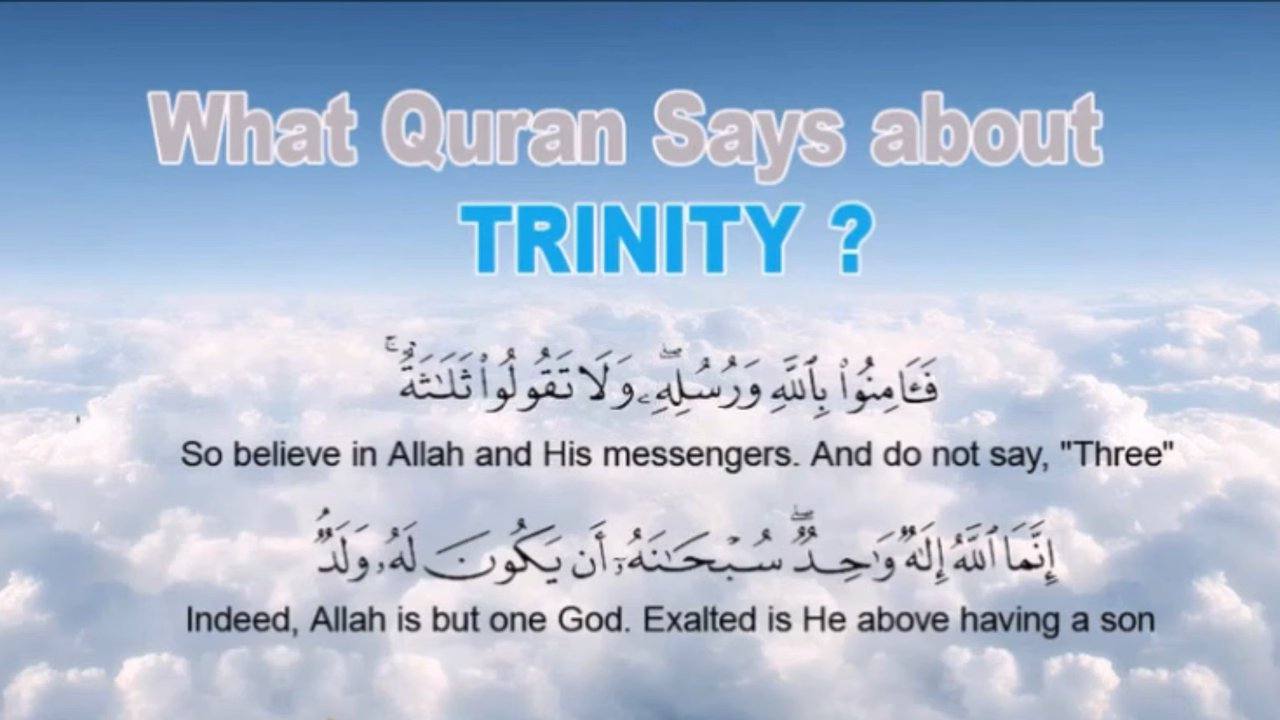 What Quran Says about
TRINITY ?
فَـَٔامِنُوا۟ بِٱللَّهِ وَرُسُلِهِۦ ۖ وَلَا تَقُولُوا۟ ثَلَـٰثَةٌ ۚ
So believe in Allah and His messengers. And do not say, "Three"
إِنَّمَا ٱللَّهُ إِلَـٰهٌ وَٰحِدٌ ۖ سُبْحَـٰنَهُۥٓ أَن يَكُونَ لَهُۥ وَلَدٌ
Indeed, Allah is but one God. Exalted is He above having a son